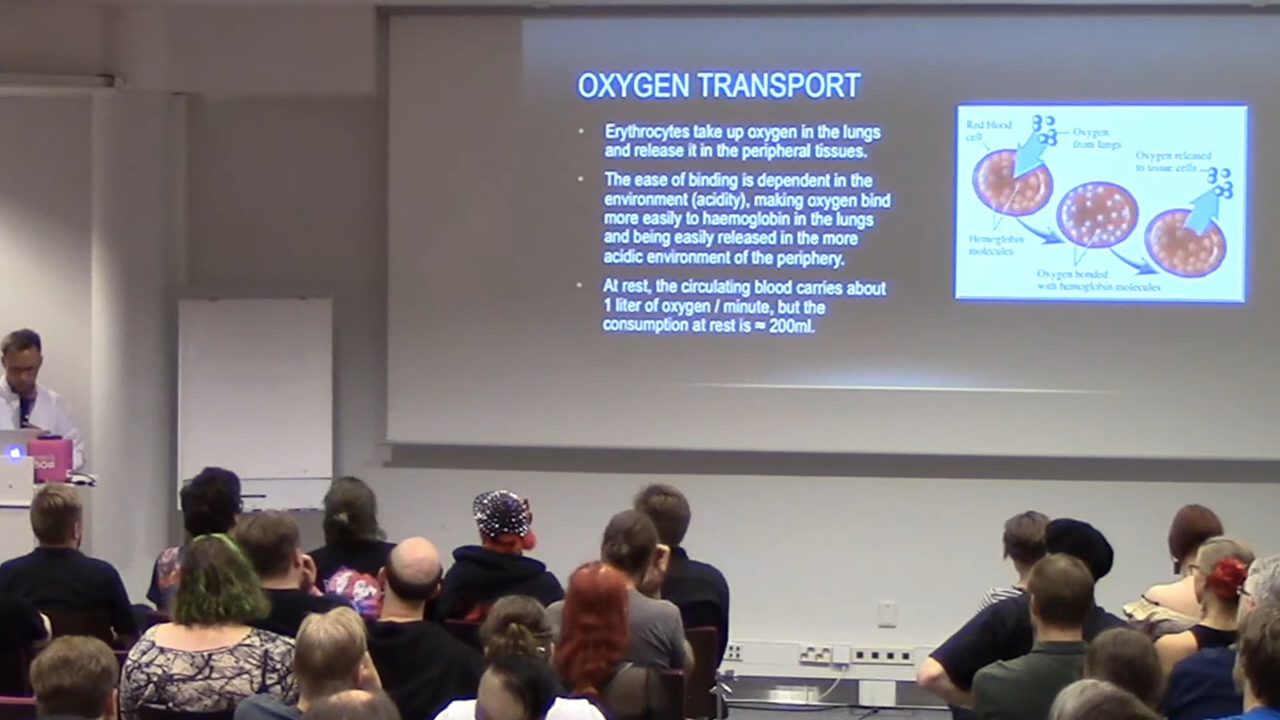 OXYGEN TRANSPORT
• Erythrocytes take up oxygen in the lungs
and release it in the peripheral tissues.
• The ease of binding is dependent in the
environment (acidity), making oxygen bind
more easily to haemoglobin in the lungs
and being easily released in the more
acidic environment of the periphery.
• At rest, the circulating blood carries about
1 liter of oxygen / minute, but the
consumption at rest is ≈ 200ml.
Red blood
cell
Oxygen
from lungs
Oxygen released
to tissue cells
Hemoglobin
molecules
Oxygen bonded
with hemoglobin molecules